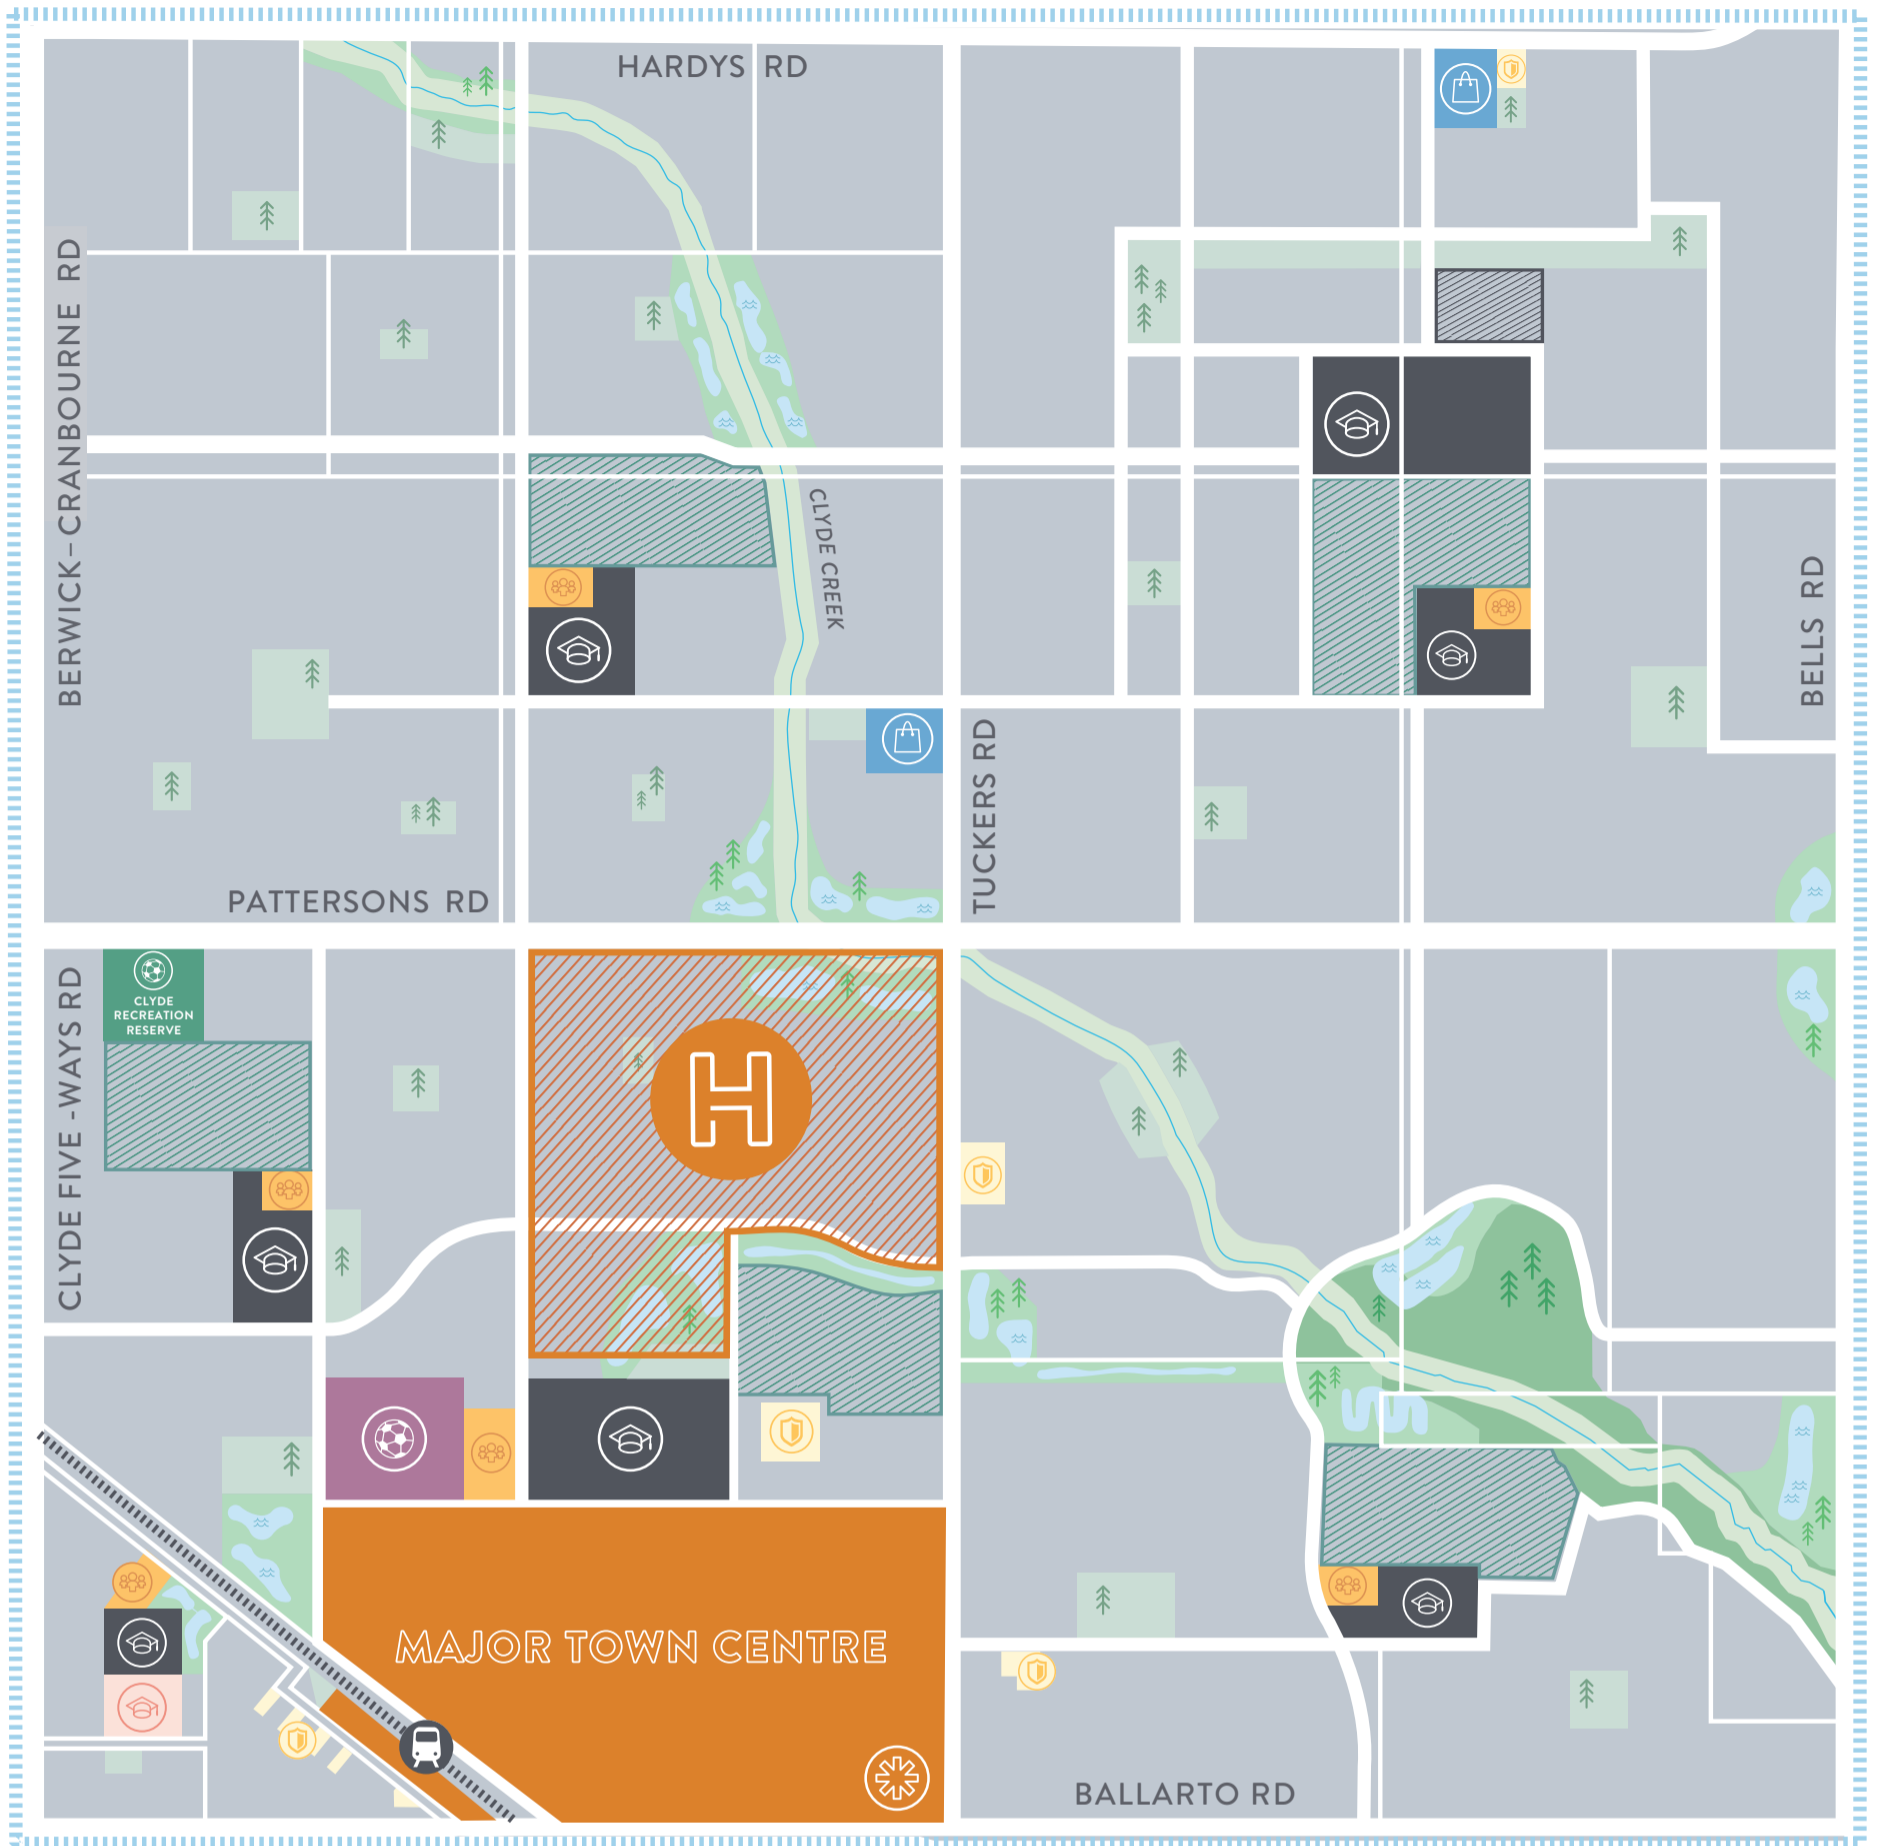 HARDYS RD
BERWICK-CRANBOURNE RD
CLYDE CREEK
BELLS RD
TUCKERS RD
PATTERSONS RD
CLYDE FIVE-WAYS RD
CLYDE
RECREATION
RESERVE
H
MAJOR TOWN CENTRE
BALLARTO RD